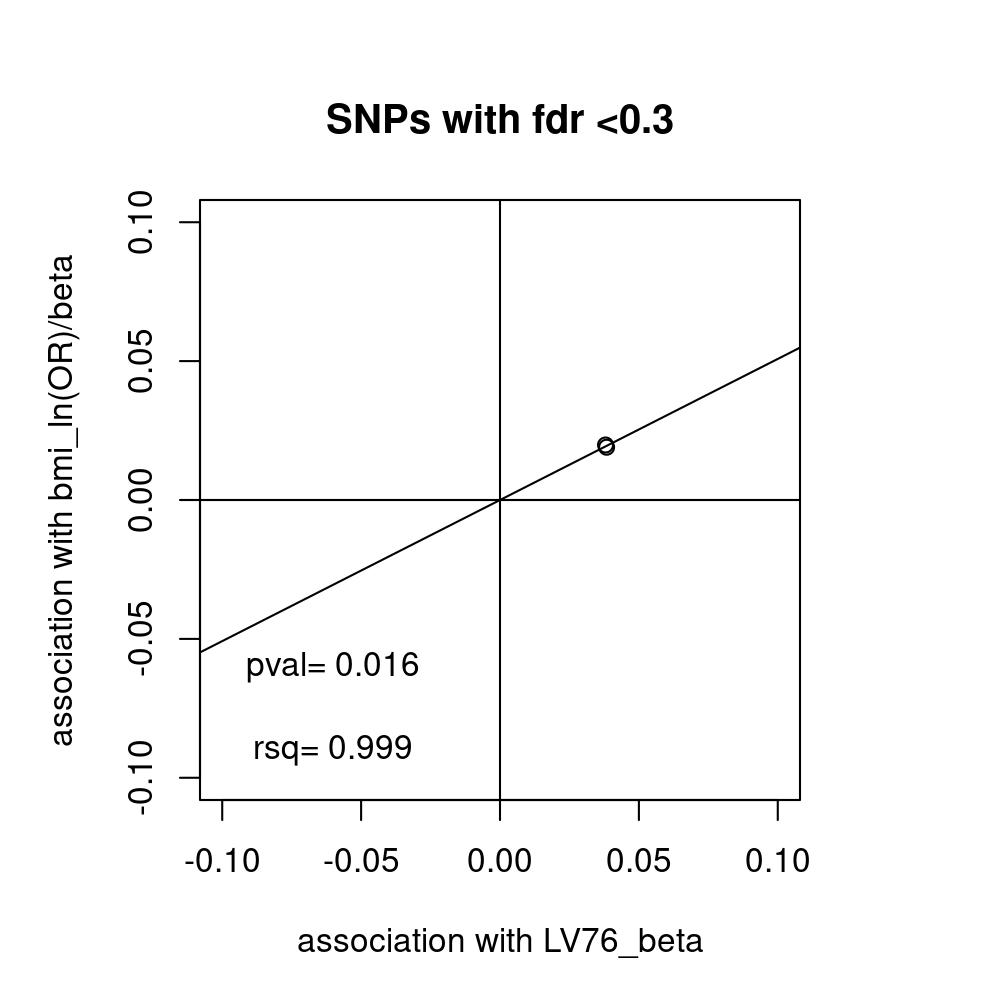 SNPs with fdr <0.3
association with bmi_ln(OR)/beta
0.10
0.05
0.00
-0.05
-0.10
pval= 0.016
rsq= 0.999
-0.10 -0.05 0.00 0.05 0.10
association with LV76_beta